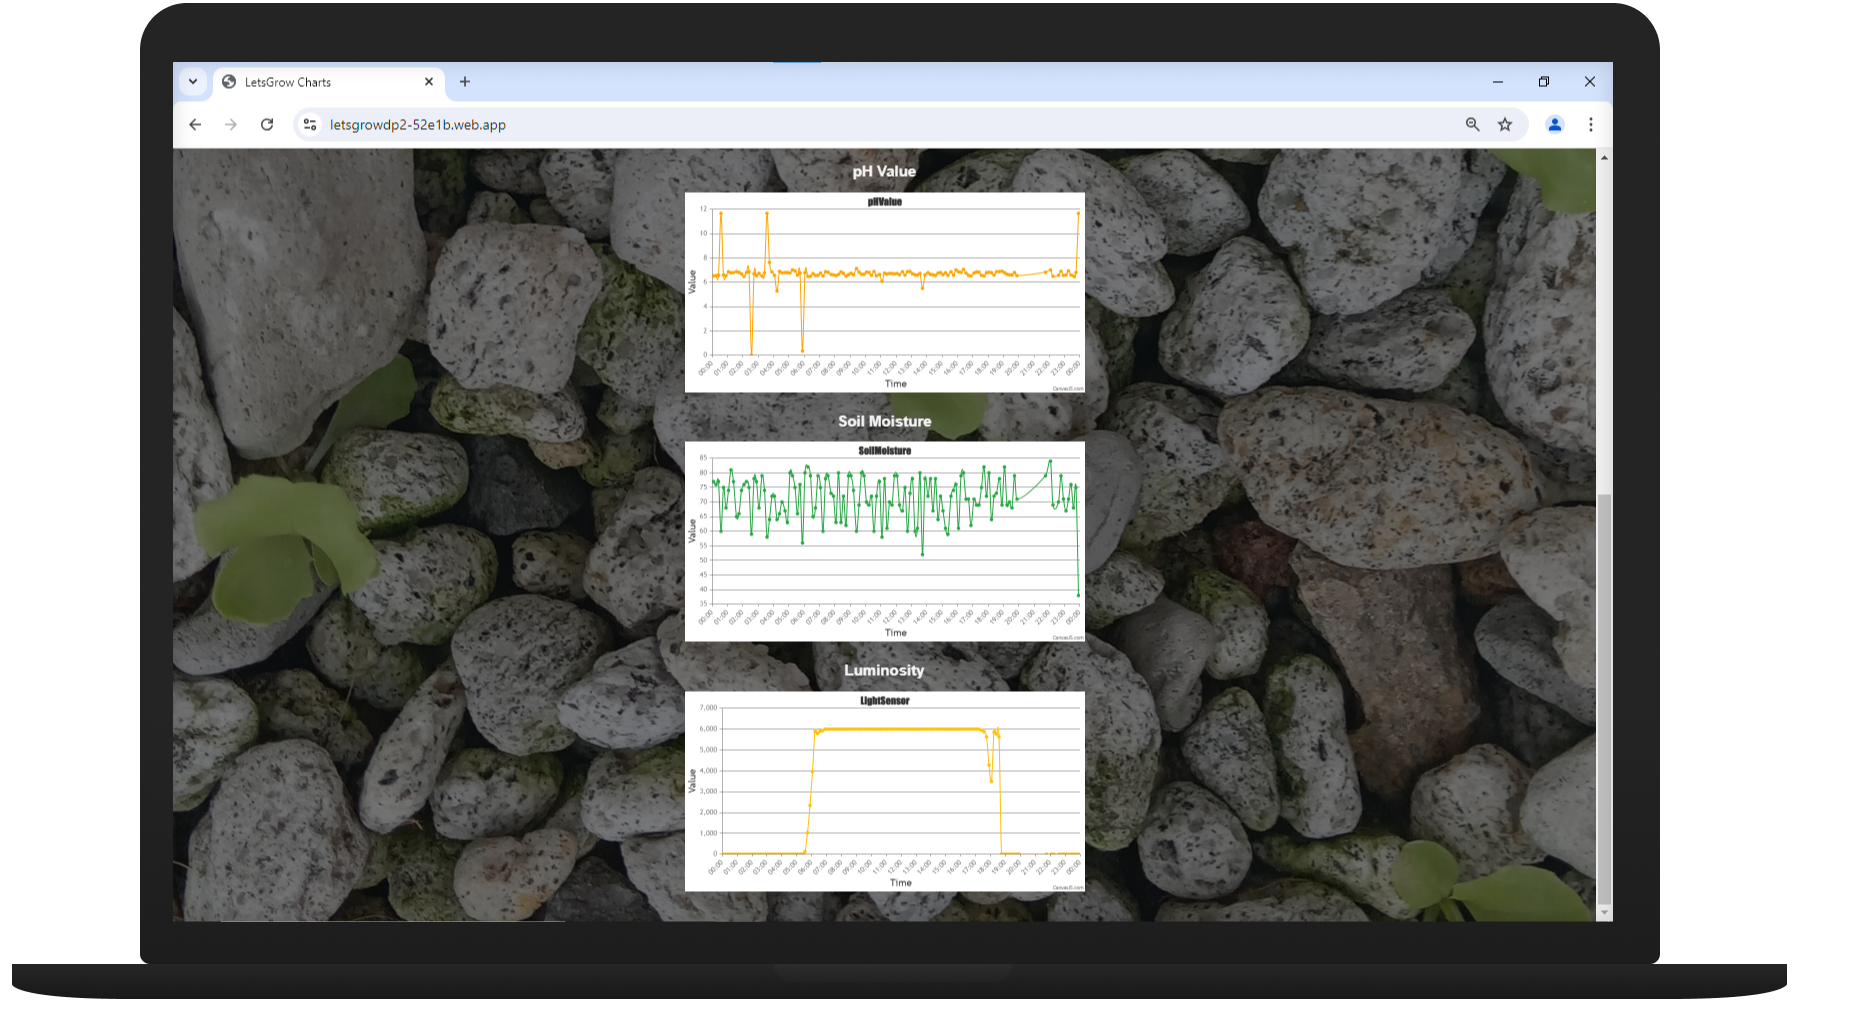 LetsGrow Charts
letsgrowdp2-52e1b.web.app
pH Value
pHValue
12
10
8
6
4
2
0
Value
00:00 01:00 02:00 03:00 04:00 05:00 06:00 07:00 08:00 09:00 10:00 11:00 12:00 13:00 14:00 15:00 16:00 17:00 18:00 19:00 20:00 21:00 22:00 23:00 00:00
Time
CanvasJS.com
Soil Moisture
SoilMoisture
85
80
75
70
65
60
55
50
45
40
35
Value
00:00 01:00 02:00 03:00 04:00 05:00 06:00 11:00 08:00 09:00 10:00 11:00 12:00 13:00 14:00 15:00 16:00 17:00 18:00 19:00 20:00 21:00 22:00 23:00 00:00
Time
CanvasJS.com
Luminosity
LightSensor
7,000
6,000
5,000
4,000
3,000
2,000
1,000
0
Value
00:00 01:00 02:00 03:00 04:00 05:00 06:00 07:00 08:00 09:00 10:00 11:00 12:00 13:00 14:00 15:00 16:00 17:00 18:00 19:00 20:00 21:00 22:00 23:00 00:00
Time
CanvasJS.com